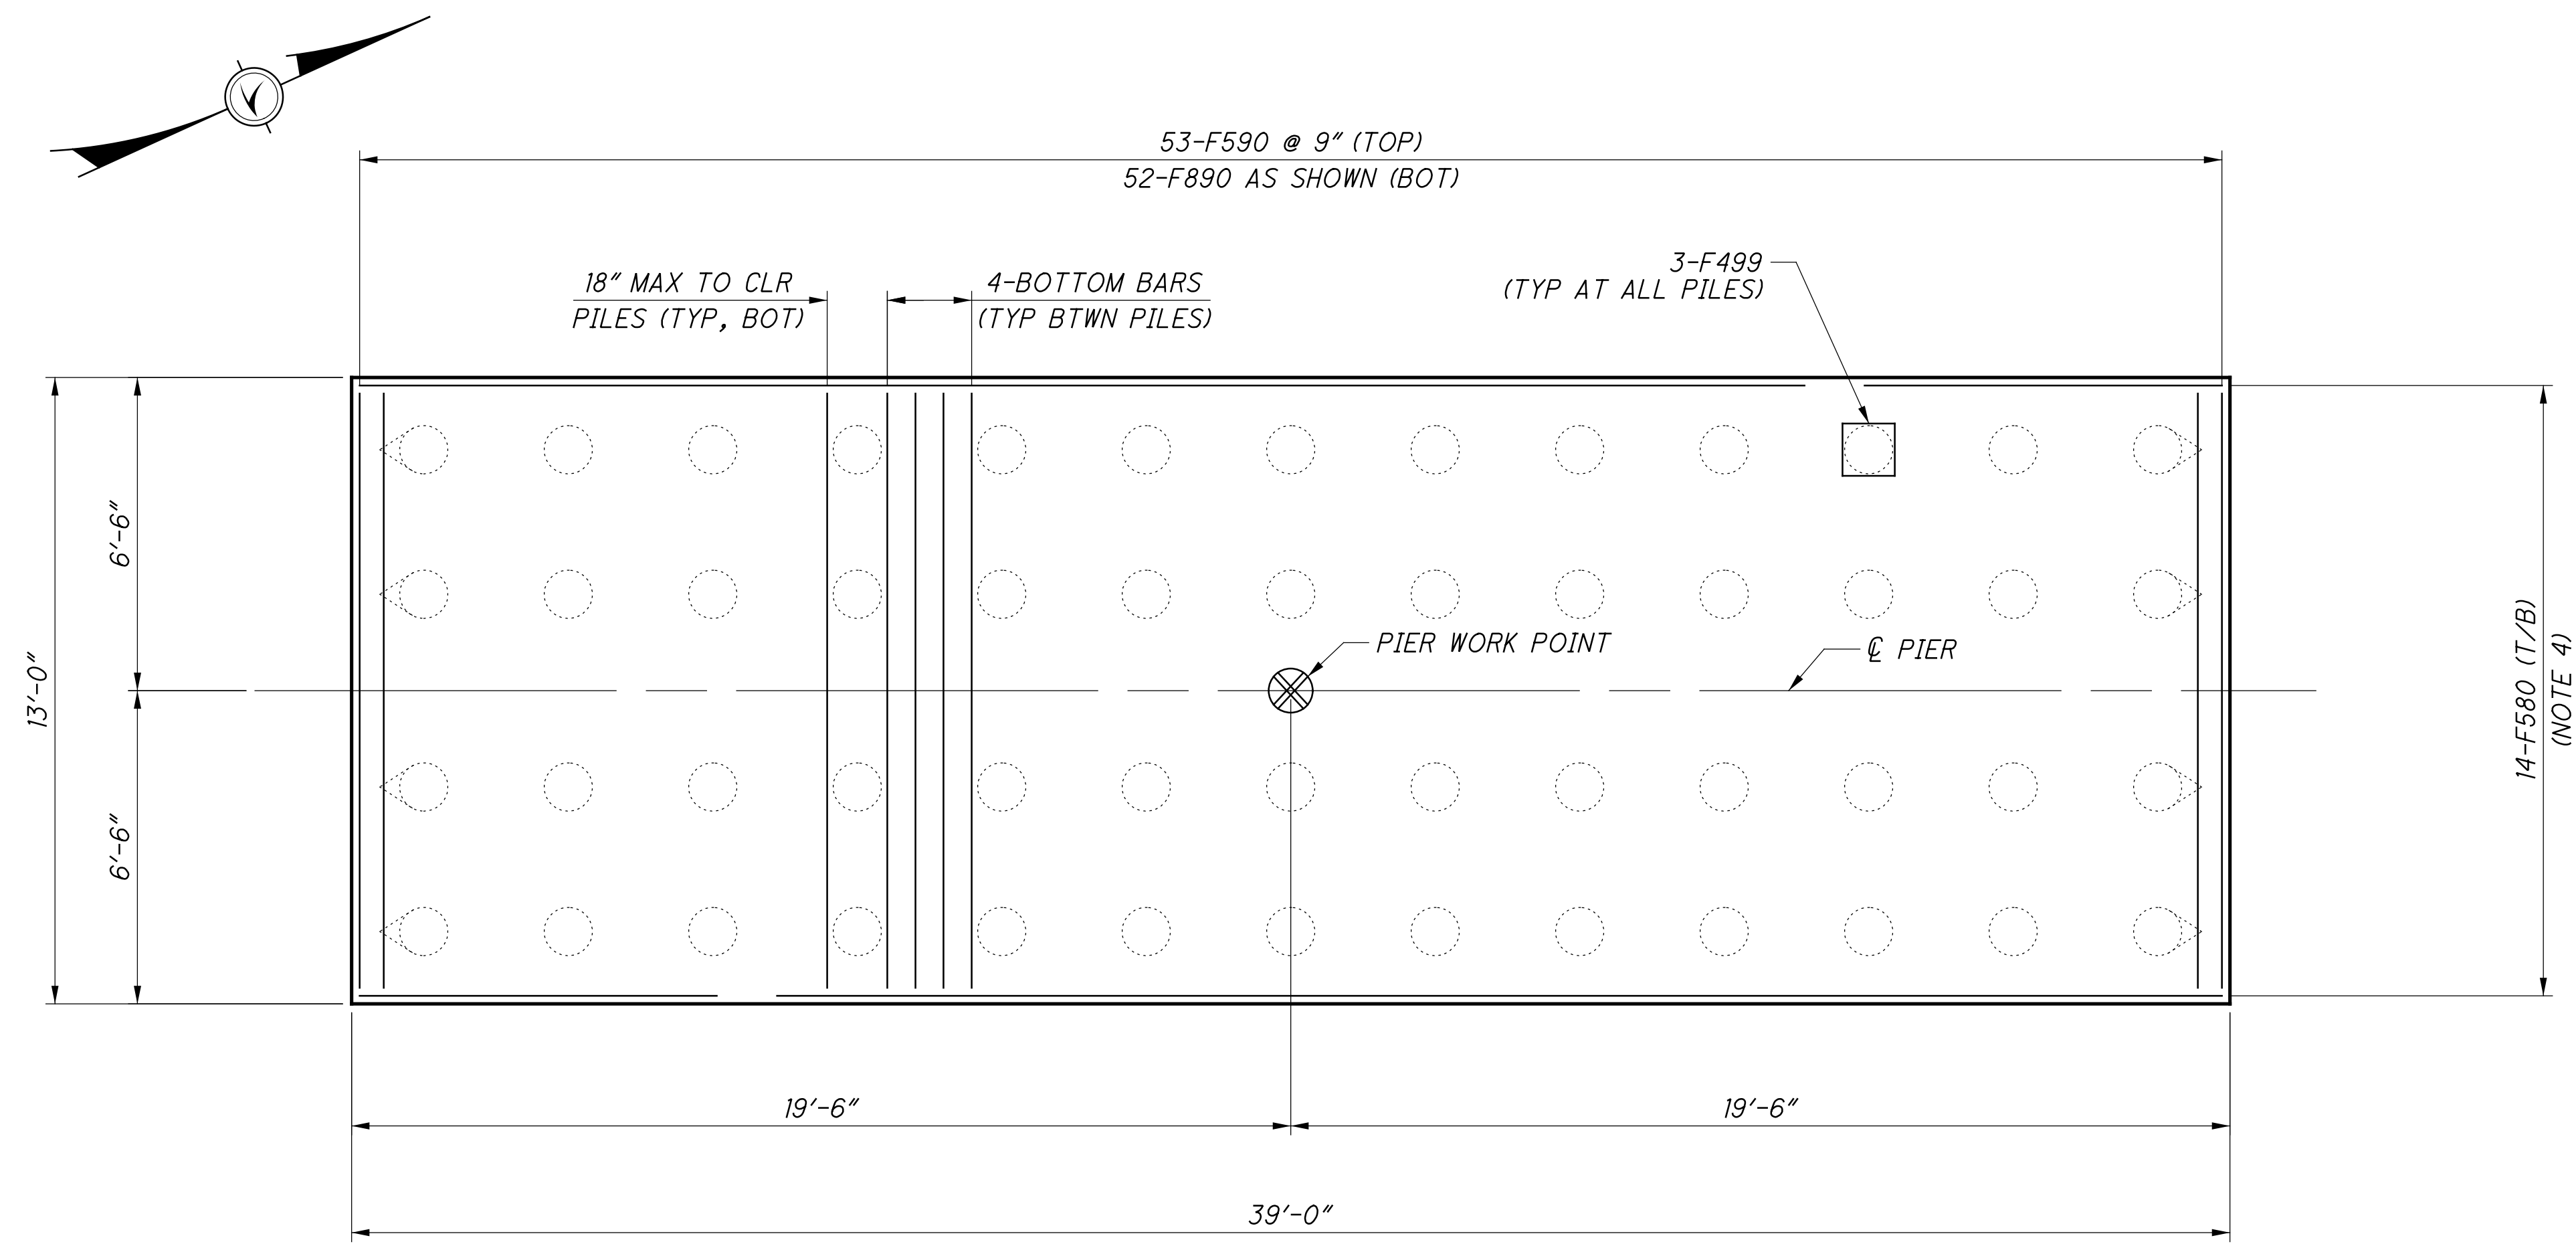 53-F590 @ 9" (TOP)
52-F890 AS SHOWN (BOT)
18" MAX TO CLR
PILES (TYP, BOT)
4-BOTTOM BARS
(TYP BTWN PILES)
3-F499
(TYP AT ALL PILES)
6'-6"
13'-0"
6'-6"
PIER WORK POINT
℄ PIER
14-F580 (T/B)
(NOTE 4)
19'-6"
19'-6"
39'-0"